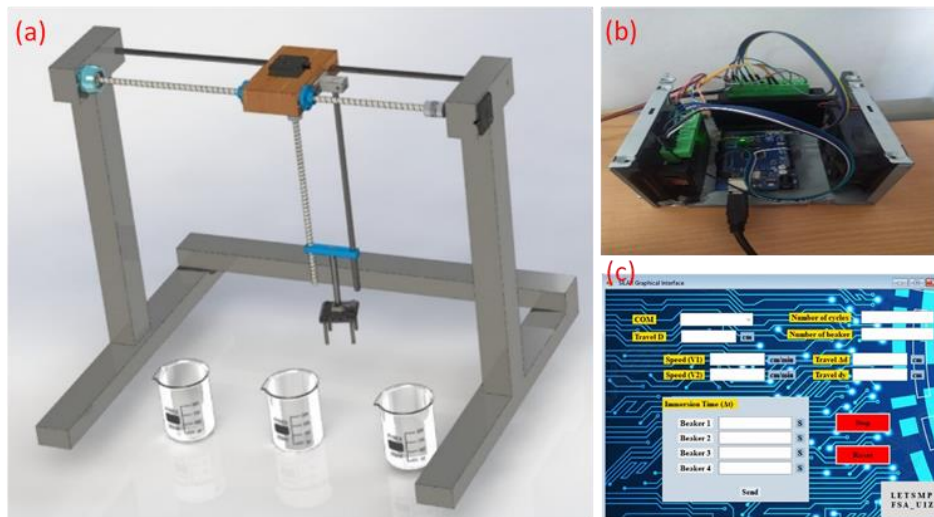 (a)
(b)
(c)
Graphical Interface
COM
Number of cycles
Travel D
cm
Number of beaker
Speed (V1)
cm/min
Travel Δd
cm
Speed (V2)
cm/min
Travel dy
cm
Immersion Time (Δt)
Beaker 1
S
Beaker 2
S
Beaker 3
S
Beaker 4
S
Stop
Reset
Send
LETSMP
FSA_UIZ